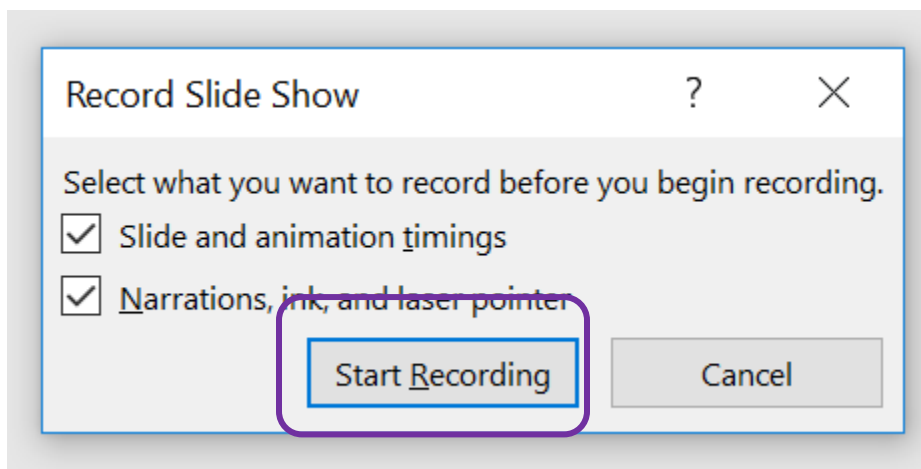 Record Slide Show ?
Select what you want to record before you begin recording.
Slide and animation timings
Narrations, ink, and laser pointer
Start Recording Cancel